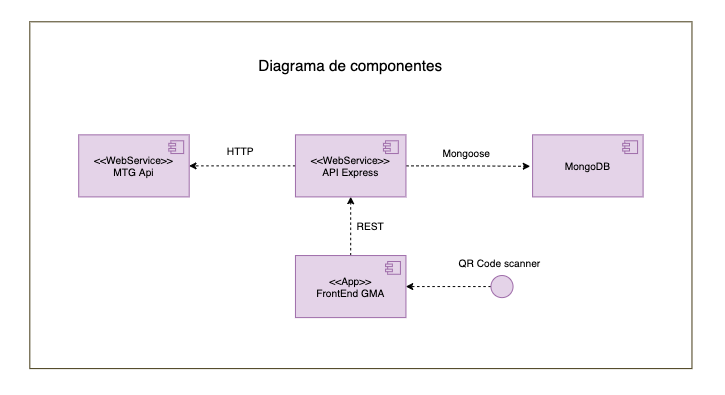 Diagrama de componentes
<<WebService>>
MTG Api
HTTP
<<WebService>>
API Express
Mongoose
MongoDB
REST
<<App>>
FrontEnd GMA
QR Code scanner